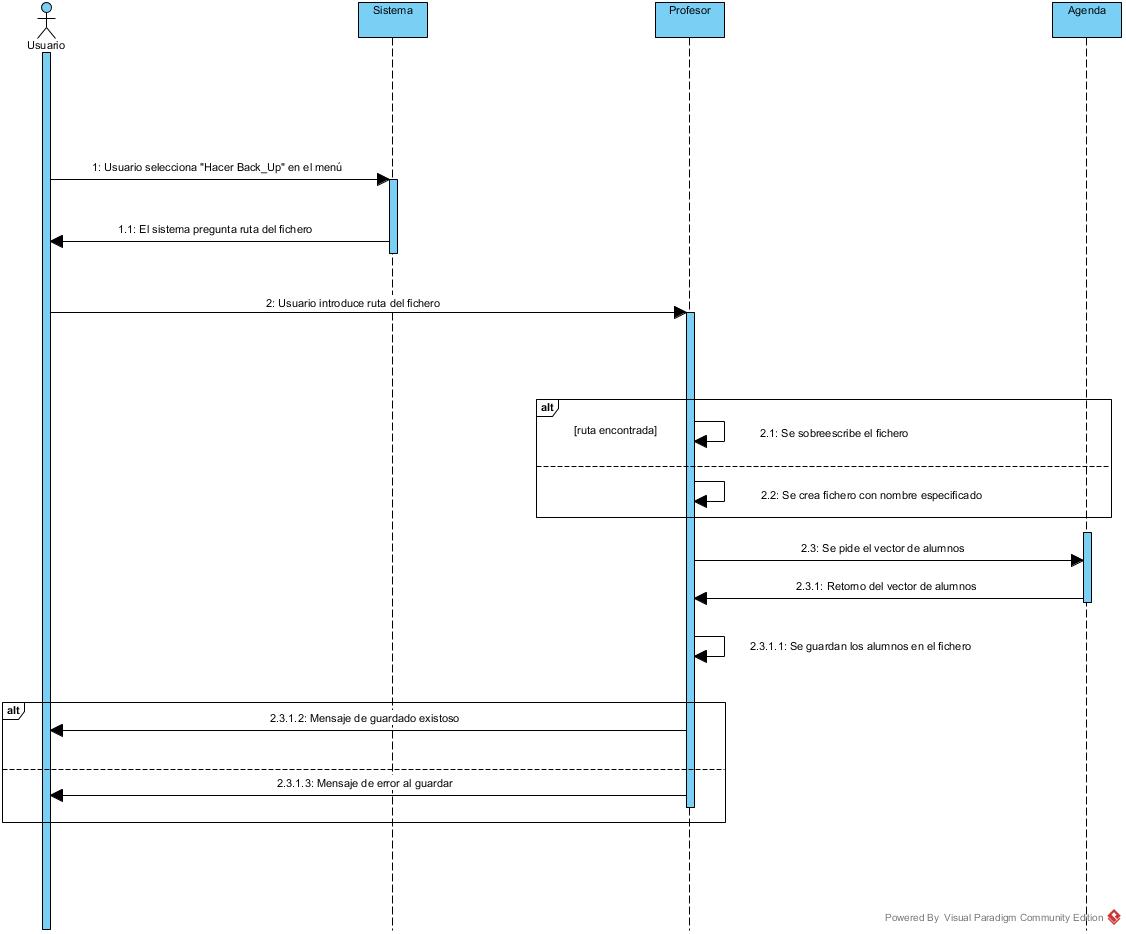 Sistema
Profesor
Agenda
Usuario
1: Usuario selecciona "Hacer Back_Up" en el menú
1.1: El sistema pregunta ruta del fichero
2: Usuario introduce ruta del fichero
alt
[ruta encontrada]
2.1: Se sobreescribe el fichero
2.2: Se crea fichero con nombre especificado
2.3: Se pide el vector de alumnos
2.3.1: Retorno del vector de alumnos
2.3.1.1: Se guardan los alumnos en el fichero
alt
2.3.1.2: Mensaje de guardado existoso
2.3.1.3: Mensaje de error al guardar
Powered By Visual Paradigm Community Edition